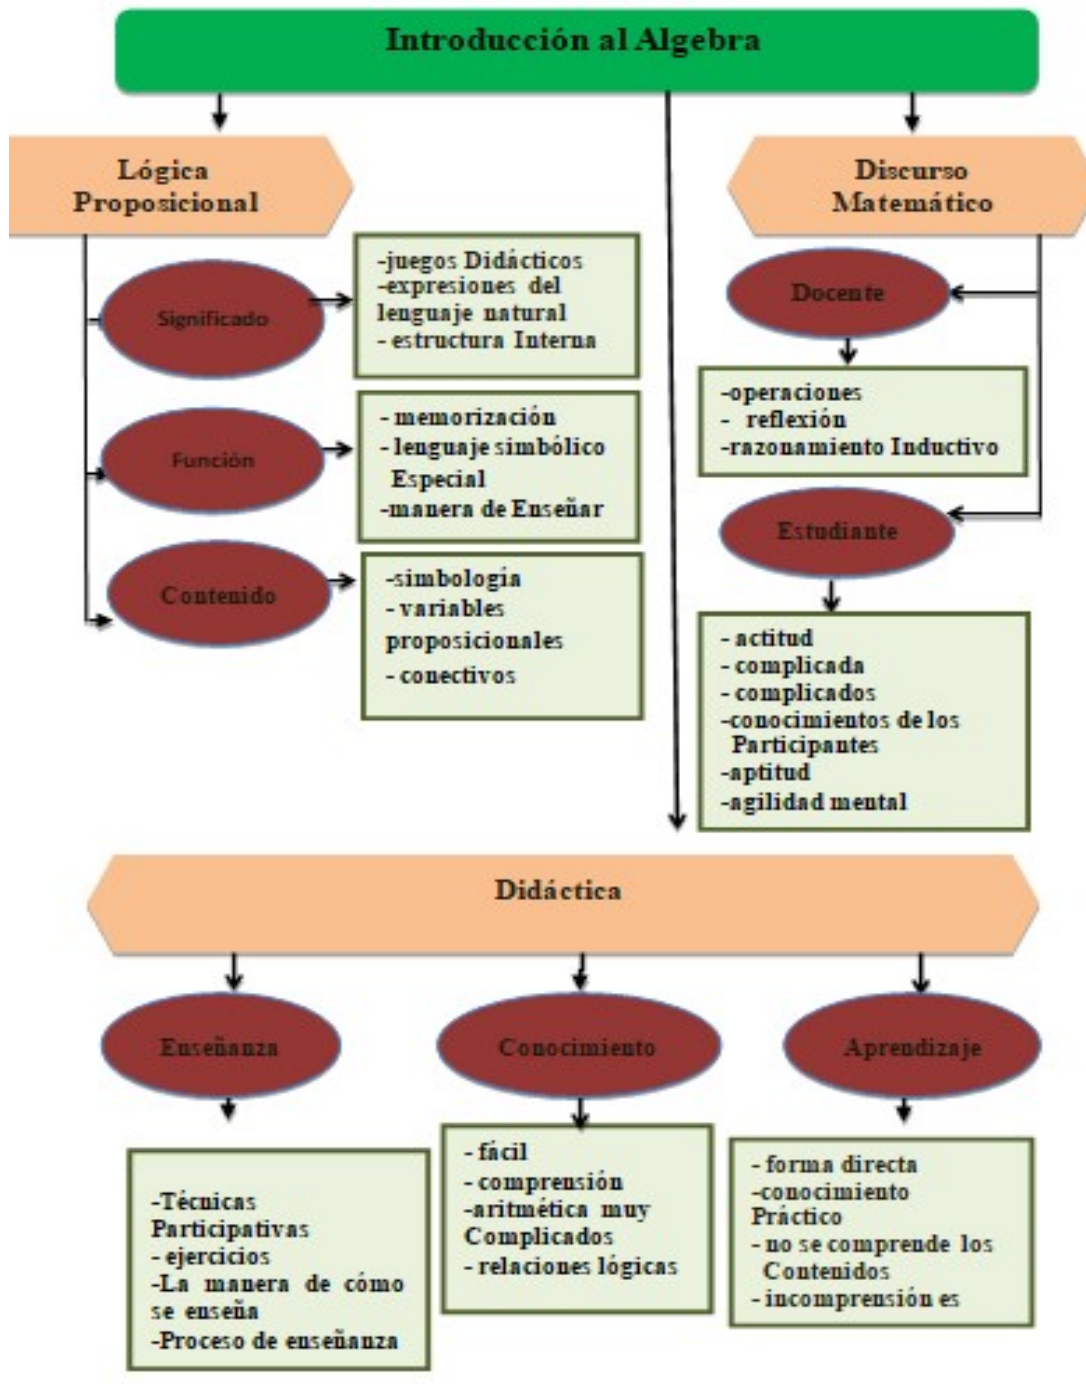 Introducción al Algebra
Lógica
Proposicional
Significado
-juegos Didácticos
-expresiones del
lenguaje natural
- estructura Interna
Función
- memorización
- lenguaje simbólico
Especial
-manera de Enseñar
Contenido
-simbología
- variables
proposicionales
- conectivos
Discurso
Matemático
Docente
-operaciones
- reflexión
-razonamiento Inductivo
Estudiante
- actitud
- complicada
- complicados
-conocimientos de los
Participantes
-aptitud
-agilidad mental
Didáctica
Enseñanza
-Técnicas
Participativas
- ejercicios
-La manera de cómo
se enseña
-Proceso de enseñanza
Conocimiento
- fácil
- comprensión
-aritmética muy
Complicados
- relaciones lógicas
Aprendizaje
- forma directa
-conocimiento
Práctico
- no se comprende los
Contenidos
- incomprensión es